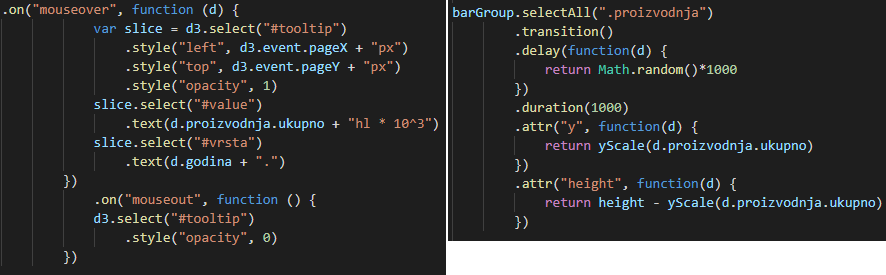 .on("mouseover", function (d) {
var slice = d3.select("#tooltip")
.style("left", d3.event.pageX + "px")
.style("top", d3.event.pageY + "px")
.style("opacity", 1)
slice.select("#value")
.text(d.proizvodnja.ukupno + "hl * 10^3")
slice.select("#vrsta")
.text(d.godina + ".")
})
.on("mouseout", function () {
d3.select("#tooltip")
.style("opacity", 0)
})
barGroup.selectAll(".proizvodnja")
.transition()
.delay(function(d) {
return Math.random()*1000
})
.duration(1000)
.attr("y", function(d) {
return yScale(d.proizvodnja.ukupno)
})
.attr("height", function(d) {
return height - yScale(d.proizvodnja.ukupno)
})